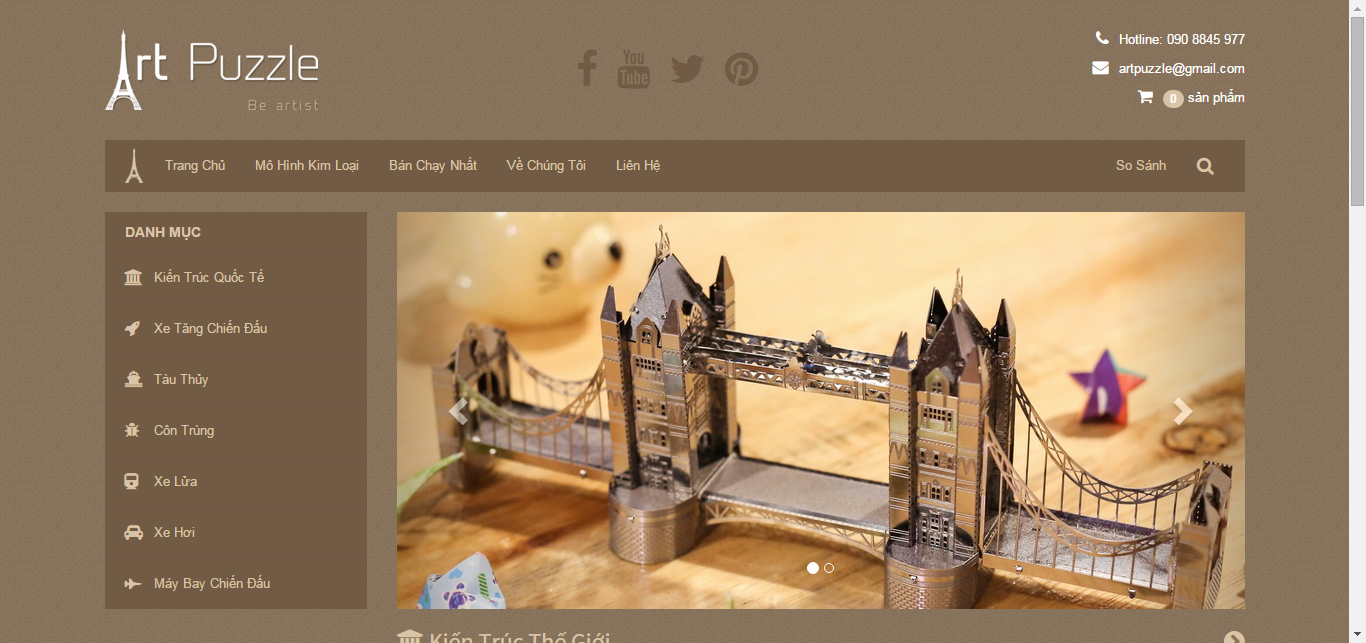 Art Puzzle
Be artist
You
Tube
Hotline: 090 8845 977
artpuzzle@gmail.com
0 sản phẩm
Trang Chủ
Mô Hình Kim Loại
Bán Chạy Nhất
Về Chúng Tôi
Liên Hệ
So Sánh
DANH MỤC
Kiến Trúc Quốc Tế
Xe Tăng Chiến Đấu
Tàu Thủy
Côn Trùng
Xe Lửa
Xe Hơi
Máy Bay Chiến Đấu
Kiến Trúc Thế Giới